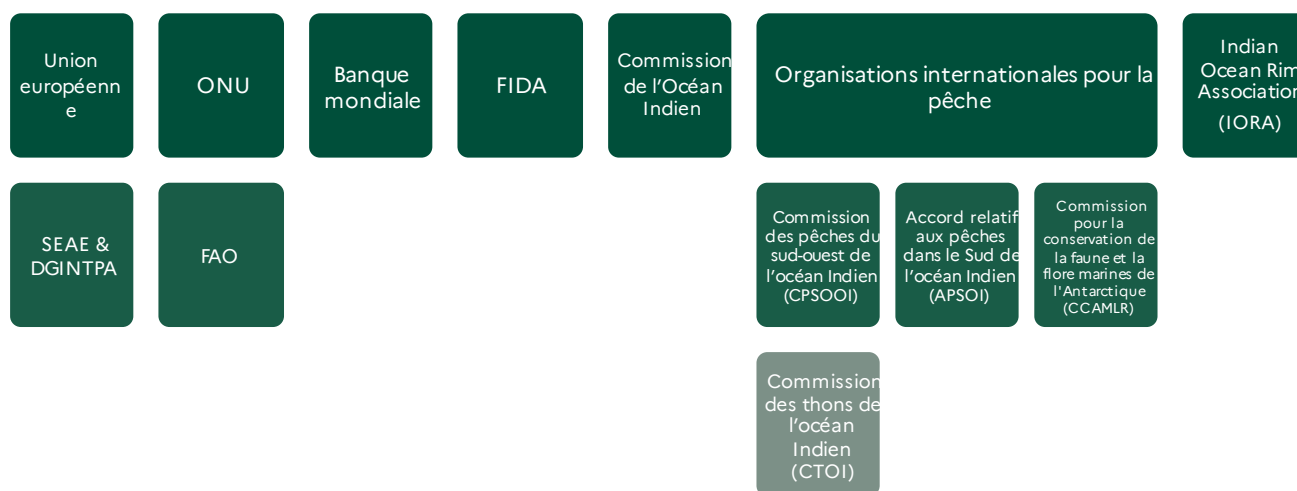 Union
européenn
e
ONU
Banque
mondiale
FIDA
Commission
de l’Océan
Indien
Organisations internationales pour la
pêche
Indian
Ocean Rim
Association
(IORA)
SEAE &
DGINTPA
FAO
Commission
des pêches du
sud-ouest de
l’océan Indien
(CPSOOI)
Accord relatif
aux pêches
dans le Sud de
l’océan Indien
(APSOI)
Commission
pour la
conservation de
la faune et la
flore marines de
l'Antarctique
(CCAMLR)
Commission
des thons de
l’océan
Indien
(CTOI)